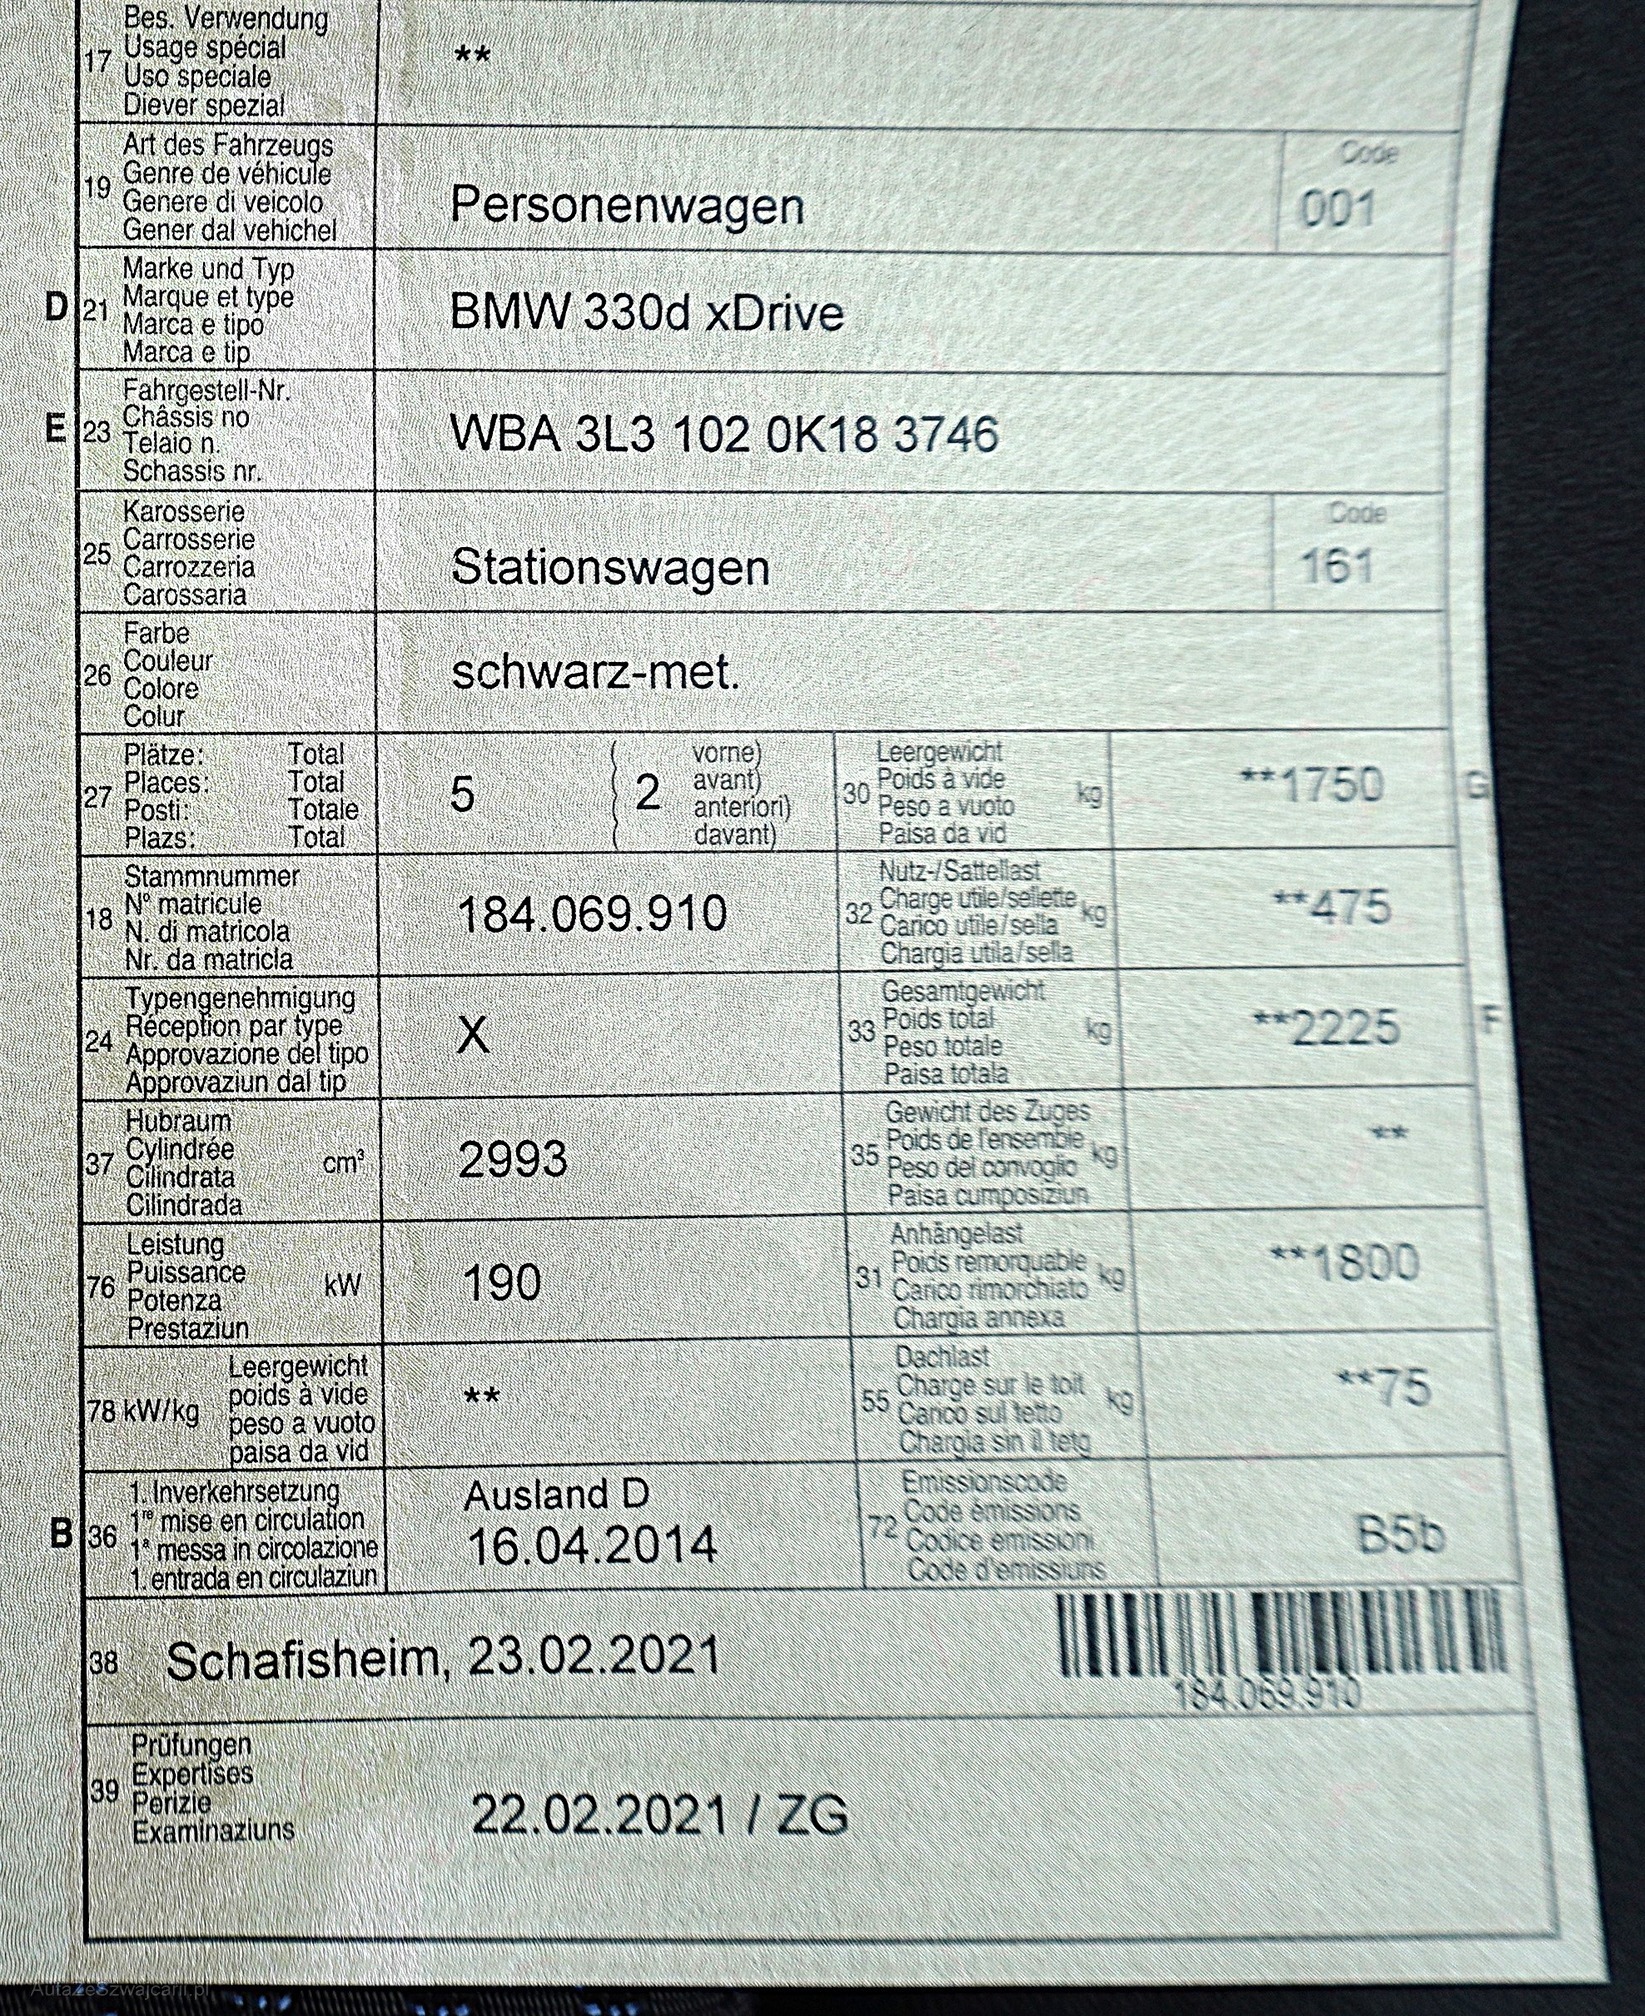 Bes. Verwendung
17 Usage spécial **
Uso speciale
Diever spezial
Art des Fahrzeugs Code
19 Genre de véhicule
Genere di veicolo Personenwagen 001
Gener dal vehichel
Marke und Typ
D 21 Marque et type BMW 330d xDrive
Marca e tipo
Marca e tip
Fahrgestell-Nr.
E 23 Châssis no WBA 3L3 102 0K18 3746
Telaio n.
Schassis nr.
Karosserie Code
25 Carrosserie
Carrozzeria Stationswagen 161
Carossaria
Farbe
26 Couleur schwarz-met.
Colore
Colur
Plätze: Total vorne) Leergewicht
27 Places: Total 5 ( 2 avant) 30 Poids à vide kg **1750 G
Posti: Totale anteriori) Peso a vuoto
Plazs: Total davant) Paisa da vid
Stammnummer Nutz-/Sattellast
18 N° matricule 184.069.910 32 Charge utile/sellette kg **475
N. di matricola Carico utile/sella
Nr. da matricla Chargia utila/sella
Typengenehmigung Gesamtgewicht
24 Réception par type X 33 Poids total kg **2225 F
Approvazione del tipo Peso totale
Approvaziun dal tip Paisa totala
Hubraum Gewicht des Zuges
37 Cylindrée cm³ 2993 35 Poids de l'ensemble kg **
Cilindrata Peso del convoglio
Cilindrada Paisa cumposiziun
Leistung Anhängelast
76 Puissance kW 190 31 Poids remorquable kg **1800
Potenza Carico rimorchiato
Prestaziun Chargia annexa
Leergewicht Dachlast
78 kW/kg poids à vide ** 55 Charge sur le toit kg **75
peso a vuoto Carico sul tetto
paisa da vid Chargia sin il tetg
1. Inverkehrsetzung Ausland D Emissionscode
B 36 1re mise en circulation 16.04.2014 72 Code émissions B5b
1a messa in circolazione Codice emissioni
1. entrada en circulaziun Code d'emissiuns
38 Schafisheim, 23.02.2021
184.069.910
Prüfungen
39 Expertises
Perizie 22.02.2021 / ZG
Examinaziuns
AutaZeSzwajcarii.pl